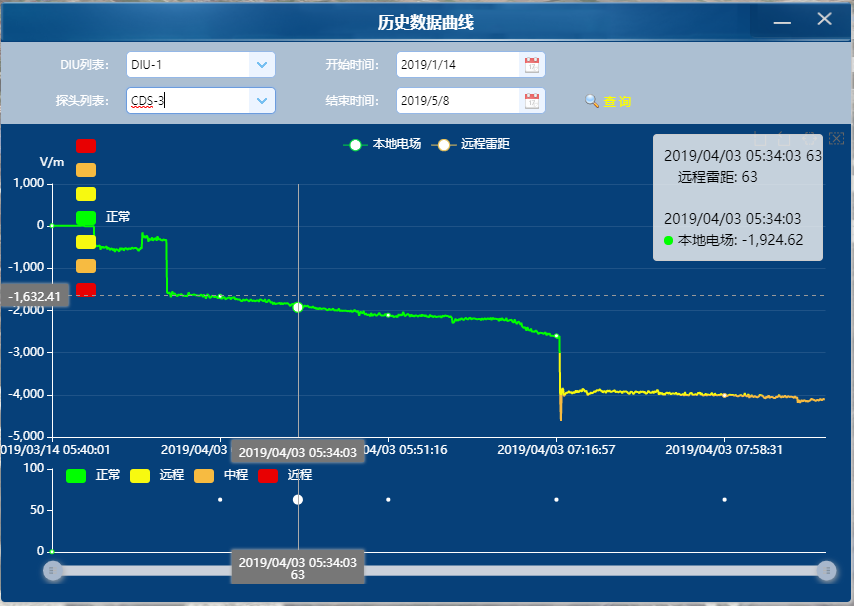 历史数据曲线
DIU列表: DIU-1 开始时间: 2019/1/14
探头列表: CDS-3 结束时间: 2019/5/8 查询
本地电场 远程雷距
2019/04/03 05:34:03 63
远程雷距: 63
2019/04/03 05:34:03
本地电场: -1,924.62
V/m
1,000
正常
0
-1,000
-1,632.41
-2,000
-3,000
-4,000
-5,000
019/03/14 05:40:01 2019/04/03 2019/04/03 05:34:03 /04/03 05:51:16 2019/04/03 07:16:57 2019/04/03 07:58:31
100
正常 远程 中程 近程
50
0
2019/04/03 05:34:03
63